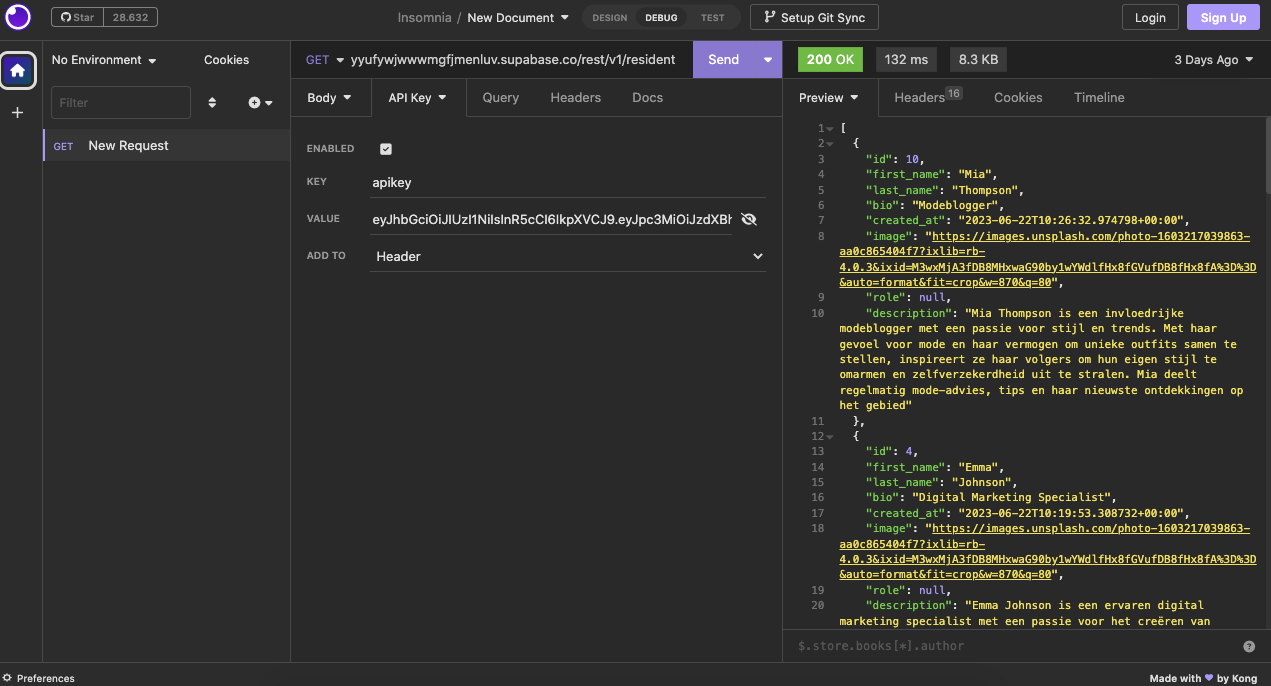 Star 28.632
Insomnia / New Document
DESIGN DEBUG TEST
Setup Git Sync
Login
Sign Up
No Environment
Cookies
Filter
GET New Request
GET yyufywjwwwmgfjmenluv.supabase.co/rest/v1/resident
Send
Body API Key Query Headers Docs
ENABLED
KEY apikey
VALUE eyJhbGciOiJIUzI1NiIsInR5cCI6IkpXVCJ9.eyJpc3MiOiJzdXBh
ADD TO Header
200 OK 132 ms 8.3 KB 3 Days Ago
Preview Headers 16 Cookies Timeline
1 [
2 {
3 "id": 10,
4 "first_name": "Mia",
5 "last_name": "Thompson",
6 "bio": "Modeblogger",
7 "created_at": "2023-06-22T10:26:32.974798+00:00",
8 "image": "https://images.unsplash.com/photo-1603217039863-
aa0c865404f7?ixlib=rb-
4.0.3&ixid=M3wxMjA3fDB8MHxwaG90by1wYWdlfHx8fGVufDB8fHx8fA%3D%3D
&auto=format&fit=crop&w=870&q=80",
9 "role": null,
10 "description": "Mia Thompson is een invloedrijke
modeblogger met een passie voor stijl en trends. Met haar
gevoel voor mode en haar vermogen om unieke outfits samen te
stellen, inspireert ze haar volgers om hun eigen stijl te
omarmen en zelfverzekerdheid uit te stralen. Mia deelt
regelmatig mode-advies, tips en haar nieuwste ontdekkingen op
het gebied"
11 },
12 {
13 "id": 4,
14 "first_name": "Emma",
15 "last_name": "Johnson",
16 "bio": "Digital Marketing Specialist",
17 "created_at": "2023-06-22T10:19:53.308732+00:00",
18 "image": "https://images.unsplash.com/photo-1603217039863-
aa0c865404f7?ixlib=rb-
4.0.3&ixid=M3wxMjA3fDB8MHxwaG90by1wYWdlfHx8fGVufDB8fHx8fA%3D%3D
&auto=format&fit=crop&w=870&q=80",
19 "role": null,
20 "description": "Emma Johnson is een ervaren digital
marketing specialist met een passie voor het creëren van
$.store.books[*].author
Preferences
Made with 💜 by Kong